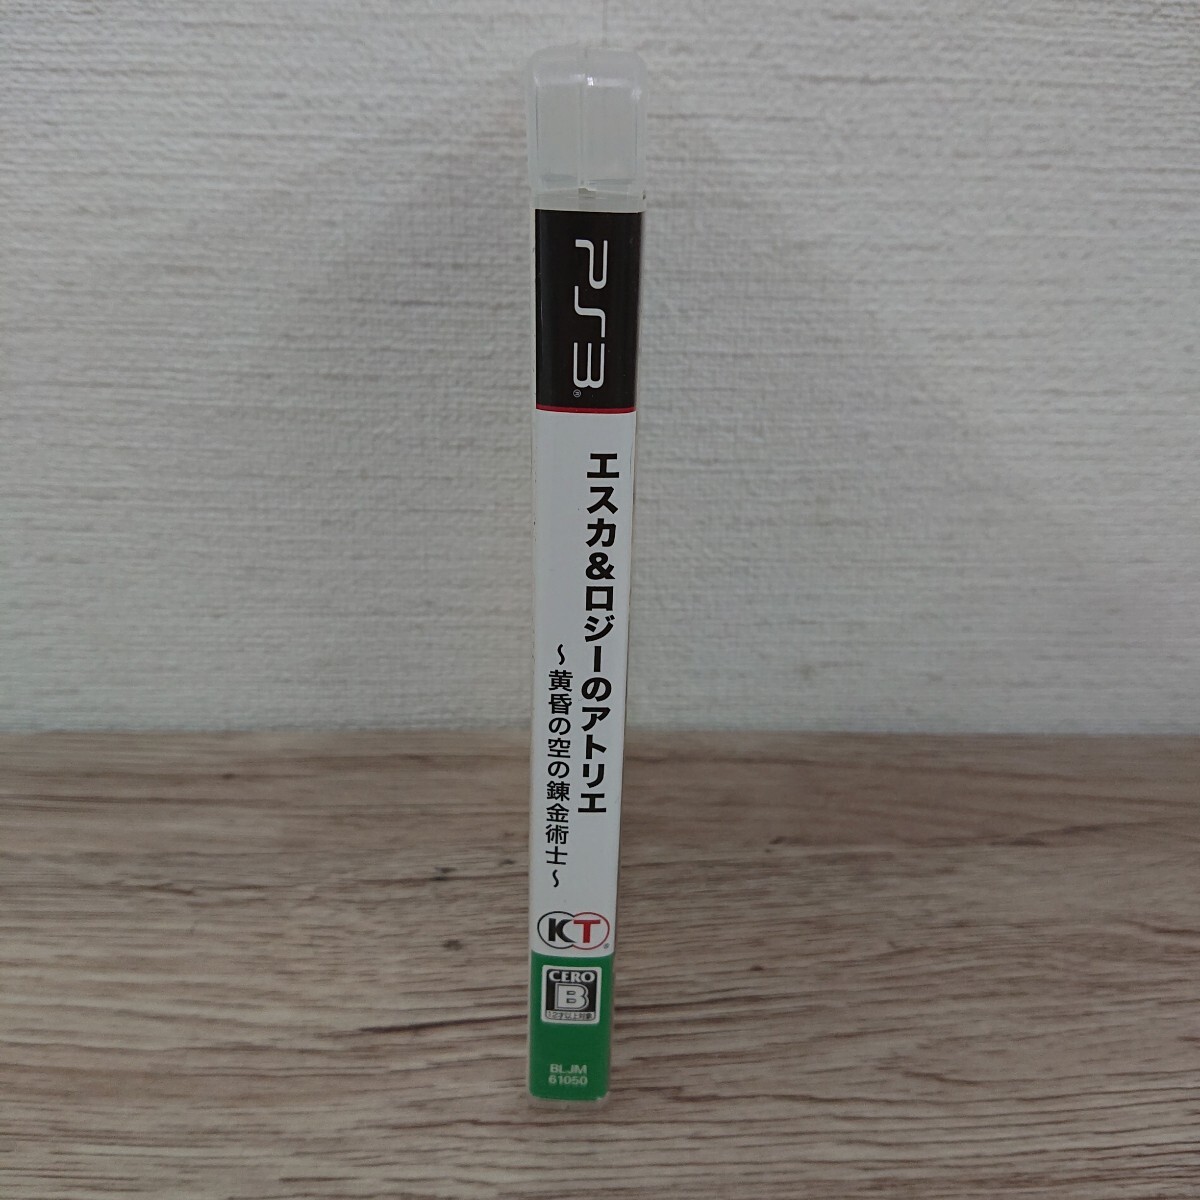 PS3
エスカ&ロジーのアトリエ
～黄昏の空の錬金術士～
KT
CERO
B
12才以上対象
BLJM
61050